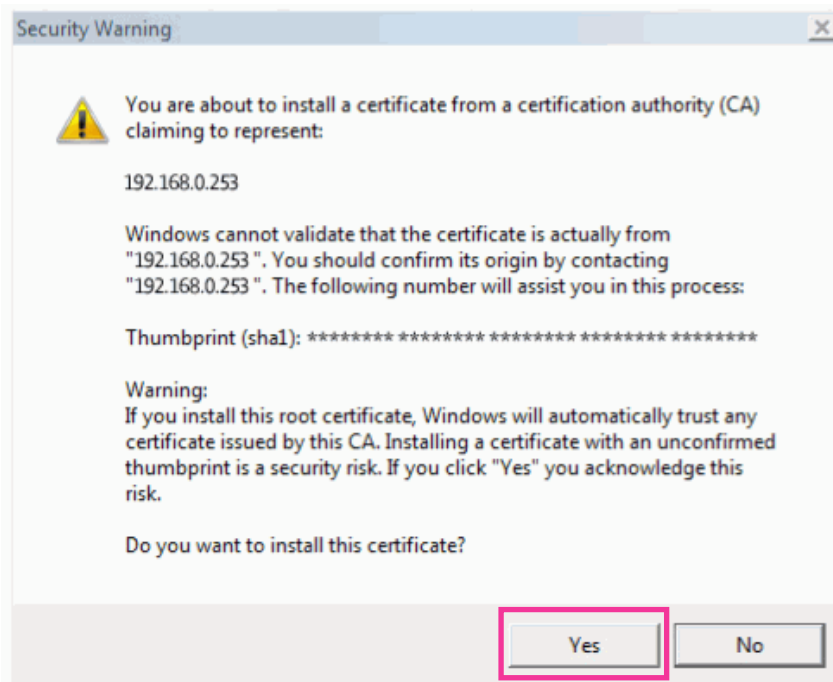 Security Warning
You are about to install a certificate from a certification authority (CA)
claiming to represent:
192.168.0.253
Windows cannot validate that the certificate is actually from
"192.168.0.253 ". You should confirm its origin by contacting
"192.168.0.253 ". The following number will assist you in this process:
Thumbprint (sha1): ******** ******** ******** ******** ********
Warning:
If you install this root certificate, Windows will automatically trust any
certificate issued by this CA. Installing a certificate with an unconfirmed
thumbprint is a security risk. If you click "Yes" you acknowledge this
risk.
Do you want to install this certificate?
Yes No